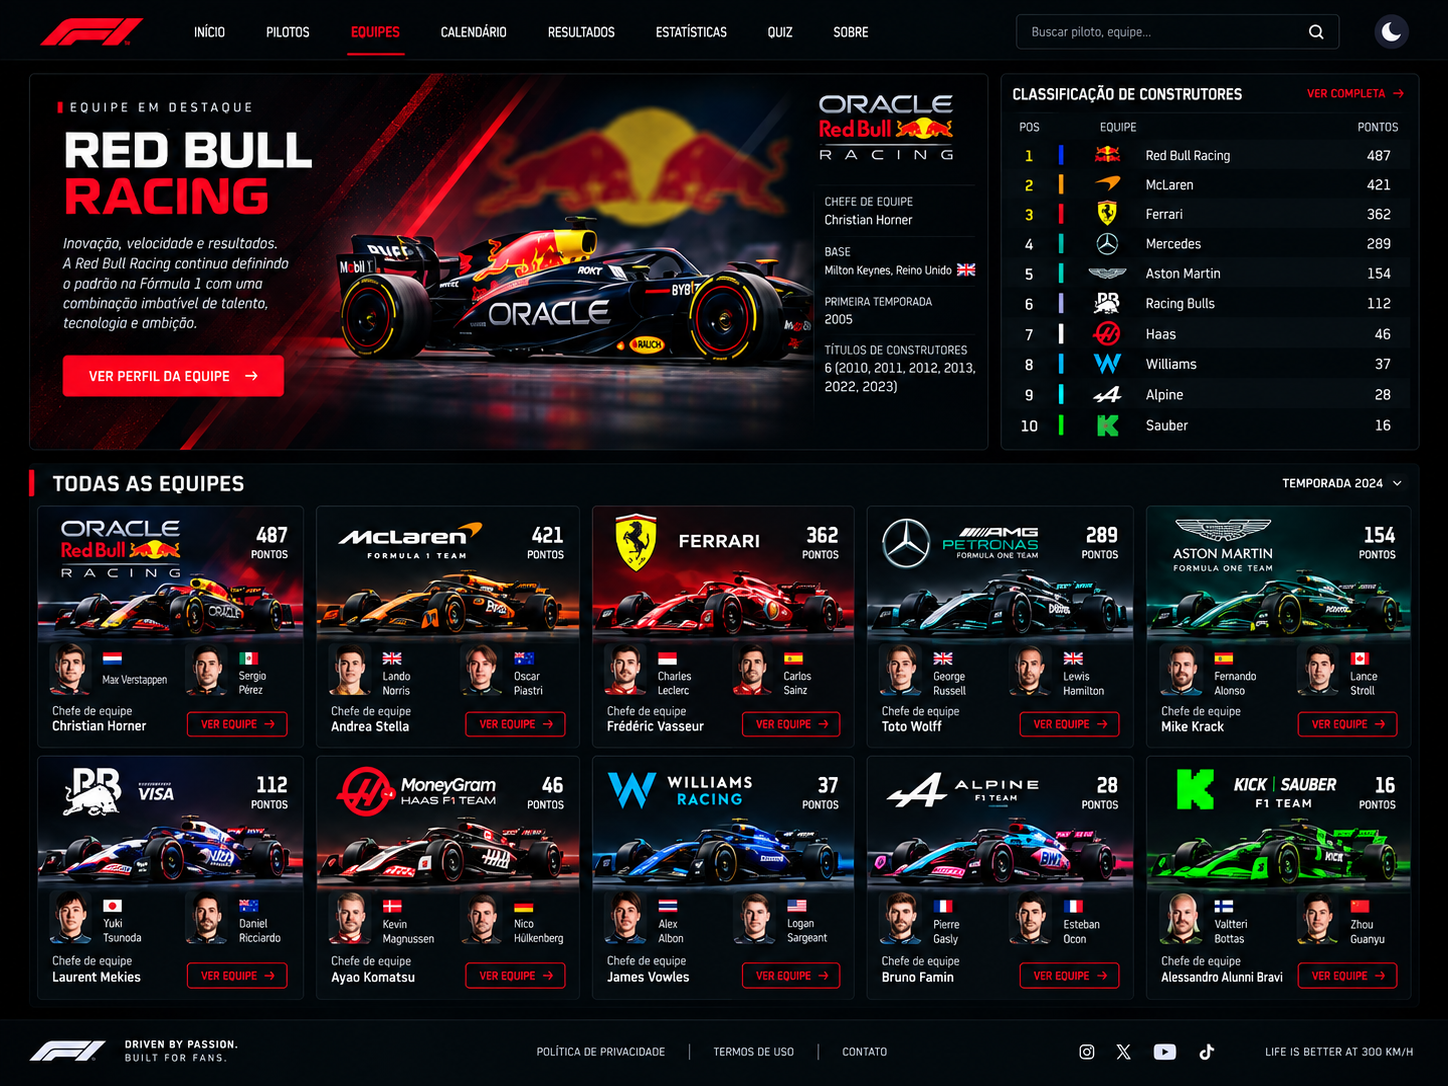 F1
INÍCIO
PILOTOS
EQUIPES
CALENDÁRIO
RESULTADOS
ESTATÍSTICAS
QUIZ
SOBRE
Buscar piloto, equipe...
EQUIPE EM DESTAQUE
RED BULL
RACING
Inovação, velocidade e resultados.
A Red Bull Racing continua definindo
o padrão na Fórmula 1 com uma
combinação imbatível de talento,
tecnologia e ambição.
VER PERFIL DA EQUIPE
Mobil 1
ORACLE
ROKT
BYBIT
RAUCH
ORACLE
Red Bull
RACING
CHEFE DE EQUIPE
Christian Horner
BASE
Milton Keynes, Reino Unido
PRIMEIRA TEMPORADA
2005
TÍTULOS DE CONSTRUTORES
6 (2010, 2011, 2012, 2013,
2022, 2023)
CLASSIFICAÇÃO DE CONSTRUTORES
VER COMPLETA
POS EQUIPE PONTOS
1 Red Bull Racing 487
2 McLaren 421
3 Ferrari 362
4 Mercedes 289
5 Aston Martin 154
6 Racing Bulls 112
7 Haas 46
8 Williams 37
9 Alpine 28
10 Sauber 16
TODAS AS EQUIPES
TEMPORADA 2024
ORACLE
Red Bull
RACING
487
PONTOS
ORACLE
Max Verstappen
Sergio
Pérez
Chefe de equipe
Christian Horner
VER EQUIPE
McLaren
FORMULA 1 TEAM
421
PONTOS
Lando
Norris
Oscar
Piastri
Chefe de equipe
Andrea Stella
VER EQUIPE
FERRARI
362
PONTOS
Charles
Leclerc
Carlos
Sainz
Chefe de equipe
Frédéric Vasseur
VER EQUIPE
AMG
PETRONAS
FORMULA ONE TEAM
289
PONTOS
George
Russell
Lewis
Hamilton
Chefe de equipe
Toto Wolff
VER EQUIPE
ASTON MARTIN
FORMULA ONE TEAM
154
PONTOS
Fernando
Alonso
Lance
Stroll
Chefe de equipe
Mike Krack
VER EQUIPE
VISA
112
PONTOS
Yuki
Tsunoda
Daniel
Ricciardo
Chefe de equipe
Laurent Mekies
VER EQUIPE
MoneyGram
HAAS F1 TEAM
46
PONTOS
Kevin
Magnussen
Nico
Hülkenberg
Chefe de equipe
Ayao Komatsu
VER EQUIPE
WILLIAMS
RACING
37
PONTOS
Alex
Albon
Logan
Sargeant
Chefe de equipe
James Vowles
VER EQUIPE
ALPINE
F1 TEAM
28
PONTOS
Pierre
Gasly
Esteban
Ocon
Chefe de equipe
Bruno Famin
VER EQUIPE
KICK | SAUBER
F1 TEAM
16
PONTOS
KICK
Valtteri
Bottas
Zhou
Guanyu
Chefe de equipe
Alessandro Alunni Bravi
VER EQUIPE
F1
DRIVEN BY PASSION.
BUILT FOR FANS.
POLÍTICA DE PRIVACIDADE
TERMOS DE USO
CONTATO
LIFE IS BETTER AT 300 KM/H